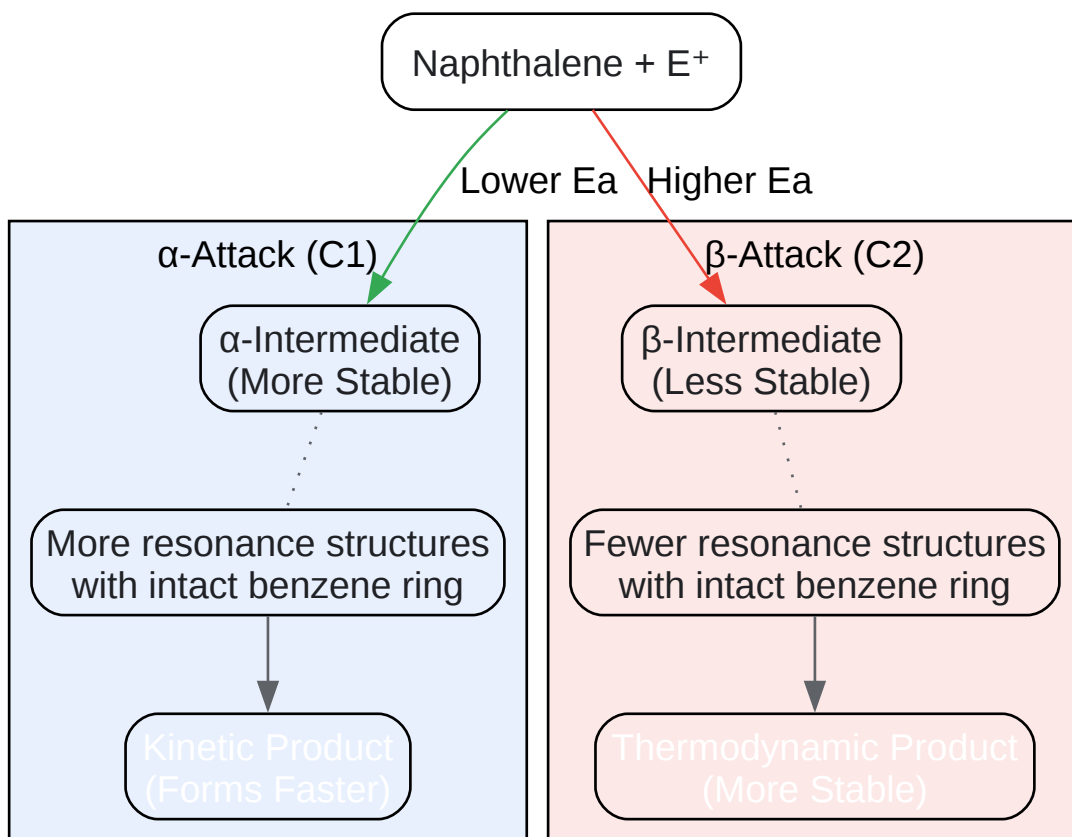 Naphthalene + E⁺
Lower Ea
Higher Ea
α-Attack (C1)
α-Intermediate
(More Stable)
More resonance structures
with intact benzene ring
Kinetic Product
(Forms Faster)
β-Attack (C2)
β-Intermediate
(Less Stable)
Fewer resonance structures
with intact benzene ring
Thermodynamic Product
(More Stable)